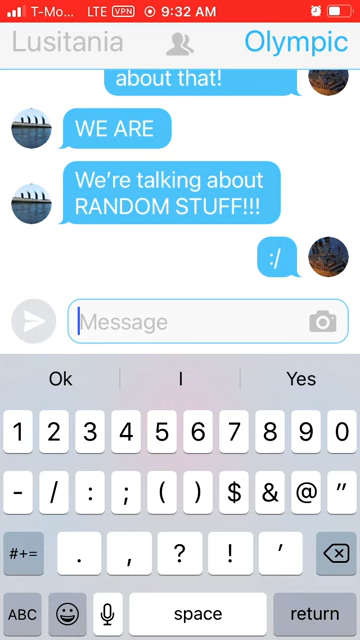 T-Mo... LTE VPN 9:32 AM
Lusitania Olympic
about that!
WE ARE
We're talking about
RANDOM STUFF!!!
:/
Message
Ok I Yes
1 2 3 4 5 6 7 8 9 0
- / : ; ( ) $ & @ "
#+= . , ? ! '
ABC space return